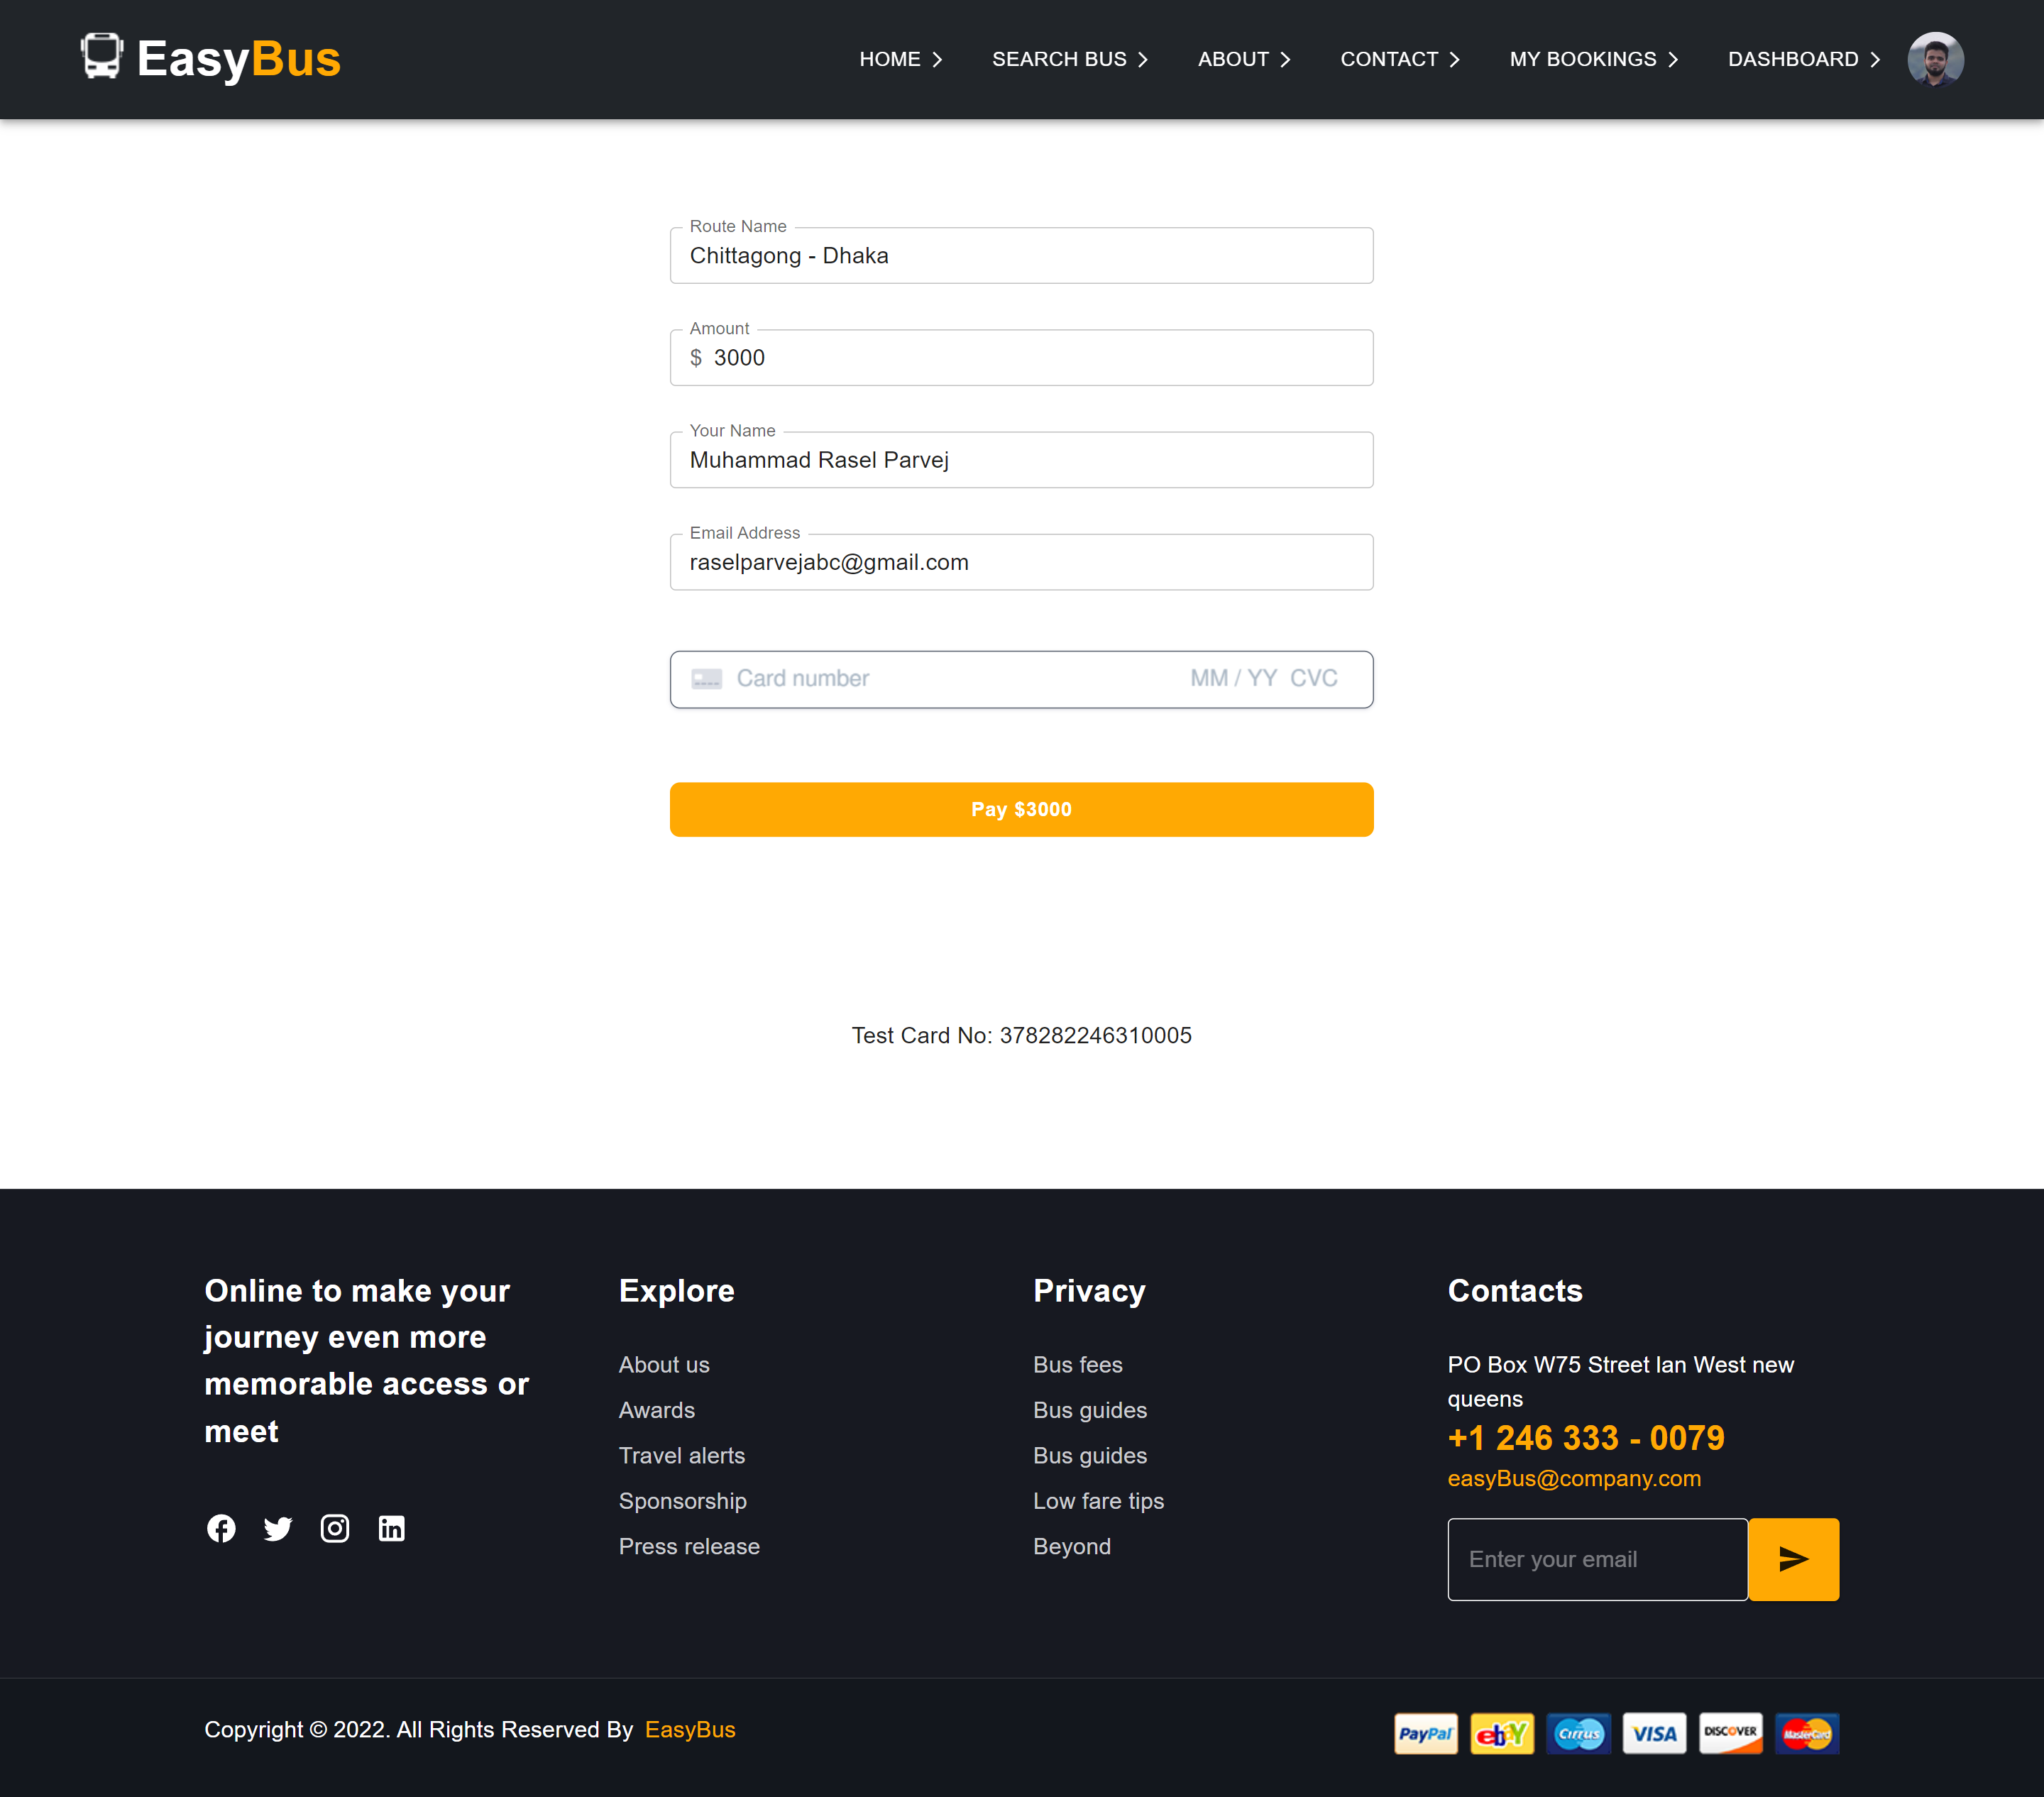 EasyBus
HOME
SEARCH BUS
ABOUT
CONTACT
MY BOOKINGS
DASHBOARD
Route Name
Chittagong - Dhaka
Amount
$ 3000
Your Name
Muhammad Rasel Parvej
Email Address
raselparvejabc@gmail.com
Card number MM / YY CVC
Pay $3000
Test Card No: 378282246310005
Online to make your
journey even more
memorable access or
meet
Explore
About us
Awards
Travel alerts
Sponsorship
Press release
Privacy
Bus fees
Bus guides
Bus guides
Low fare tips
Beyond
Contacts
PO Box W75 Street lan West new
queens
+1 246 333 - 0079
easyBus@company.com
Enter your email
Copyright © 2022. All Rights Reserved By EasyBus
PayPal
ebY
Cirrus
VISA
DISCOVER
MasterCard